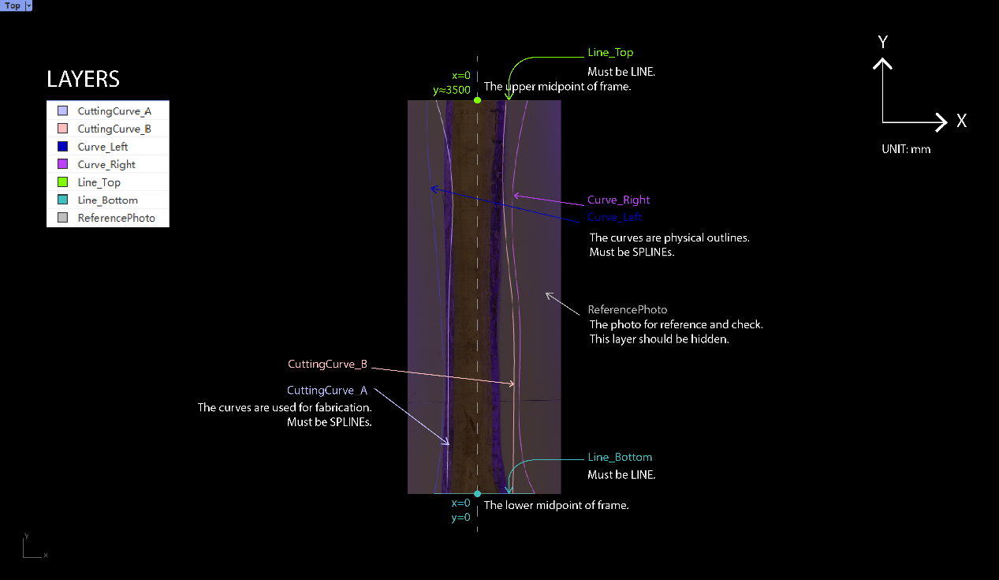 Top
LAYERS
CuttingCurve_A
CuttingCurve_B
Curve_Left
Curve_Right
Line_Top
Line_Bottom
ReferencePhoto
x=0
y≈3500
The upper midpoint of frame.
Line_Top
Must be LINE.
Y
X
UNIT: mm
Curve_Right
Curve_Left
The curves are physical outlines.
Must be SPLINEs.
ReferencePhoto
The photo for reference and check.
This layer should be hidden.
CuttingCurve_B
CuttingCurve_A
The curves are used for fabrication.
Must be SPLINEs.
Line_Bottom
Must be LINE.
x=0
y=0
The lower midpoint of frame.
y
x